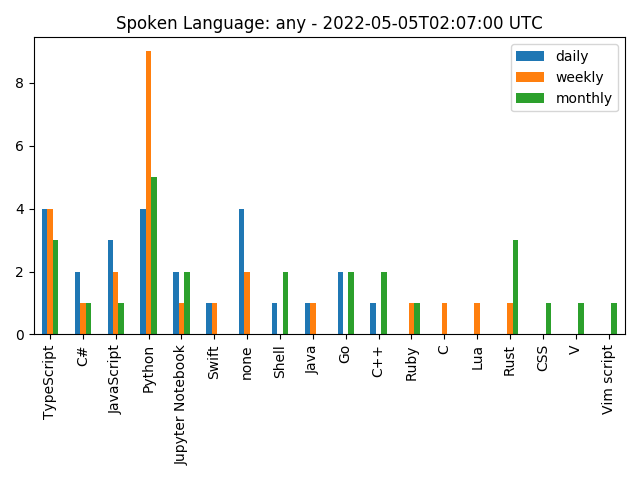 Spoken Language: any - 2022-05-05T02:07:00 UTC
daily
weekly
monthly
8
6
4
2
0
TypeScript
C#
JavaScript
Python
Jupyter Notebook
Swift
none
Shell
Java
Go
C++
Ruby
C
Lua
Rust
CSS
V
Vim script